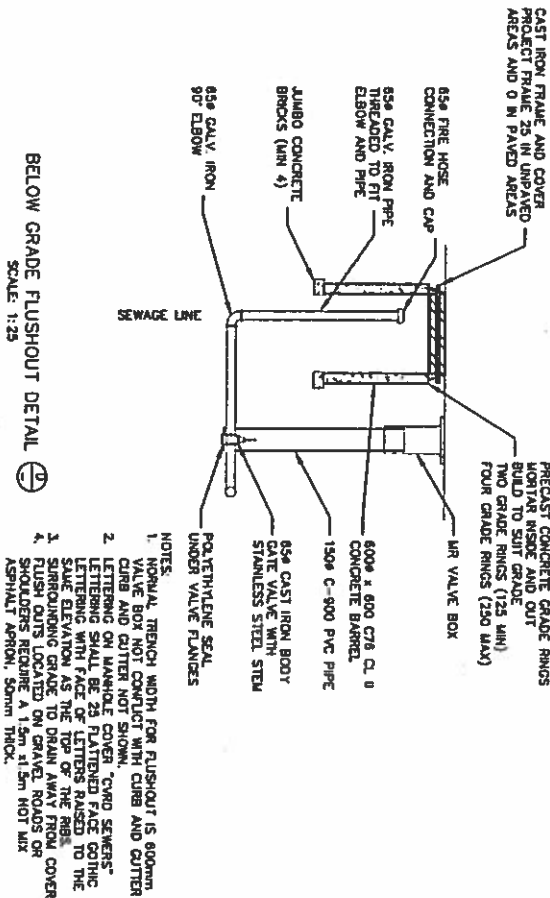 CAST IRON FRAME AND COVER
PROJECT FRAME 25 IN UNPAVED
AREAS AND 0 IN PAVED AREAS
65ø FIRE HOSE
CONNECTION AND CAP
65ø GALV. IRON PIPE
THREADED TO FIT
ELBOW AND PIPE
JUMBO CONCRETE
BRICKS (MIN 4)
65ø GALV. IRON
90° ELBOW
SEWAGE LINE
PRECAST CONCRETE GRADE RINGS
MORTAR INSIDE AND OUT
BUILD TO SUIT GRADE
TWO GRADE RINGS (125 MIN)
FOUR GRADE RINGS (250 MAX)
MR VALVE BOX
600ø x 600 C76 CL II
CONCRETE BARREL
150ø C-900 PVC PIPE
65ø CAST IRON BODY
GATE VALVE WITH
STAINLESS STEEL STEM
POLYETHYLENE SEAL
UNDER VALVE FLANGES
NOTES:
1. NORMAL TRENCH WIDTH FOR FLUSHOUT IS 600mm
VALVE BOX NOT CONFLICT WITH CURB AND GUTTER
CURB AND GUTTER NOT SHOWN.
2. LETTERING ON MANHOLE COVER "CVRD SEWERS"
LETTERING SHALL BE 25 FLATTENED FACE GOTHIC
LETTERING WITH FACE OF LETTERS RAISED TO THE
SAME ELEVATION AS THE TOP OF THE RIBS.
3. SURROUNDING GRADE TO DRAIN AWAY FROM COVER
4. FLUSH OUTS LOCATED ON GRAVEL ROADS OR
SHOULDERS REQUIRE A 1.5m x1.5m HOT MIX
ASPHALT APRON, 50mm THICK.
BELOW GRADE FLUSHOUT DETAIL
SCALE: 1:25